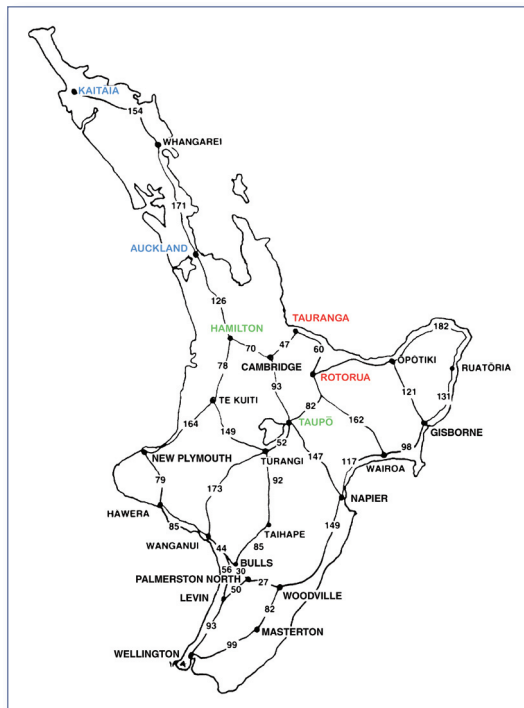 KAITAIA
154
WHANGAREI
171
AUCKLAND
126
TAURANGA
182
HAMILTON
47
60
70
ŌPŌTIKI
RUATŌRIA
CAMBRIDGE
78
ROTORUA
93
82
121
131
TE KUITI
TAUPŌ
162
164
GISBORNE
149
52
98
NEW PLYMOUTH
TURANGI
147
117
WAIROA
79
173
92
NAPIER
HAWERA
85
TAIHAPE
149
WANGANUI
44
85
BULLS
56
30
PALMERSTON NORTH
27
50
WOODVILLE
LEVIN
82
93
MASTERTON
99
WELLINGTON